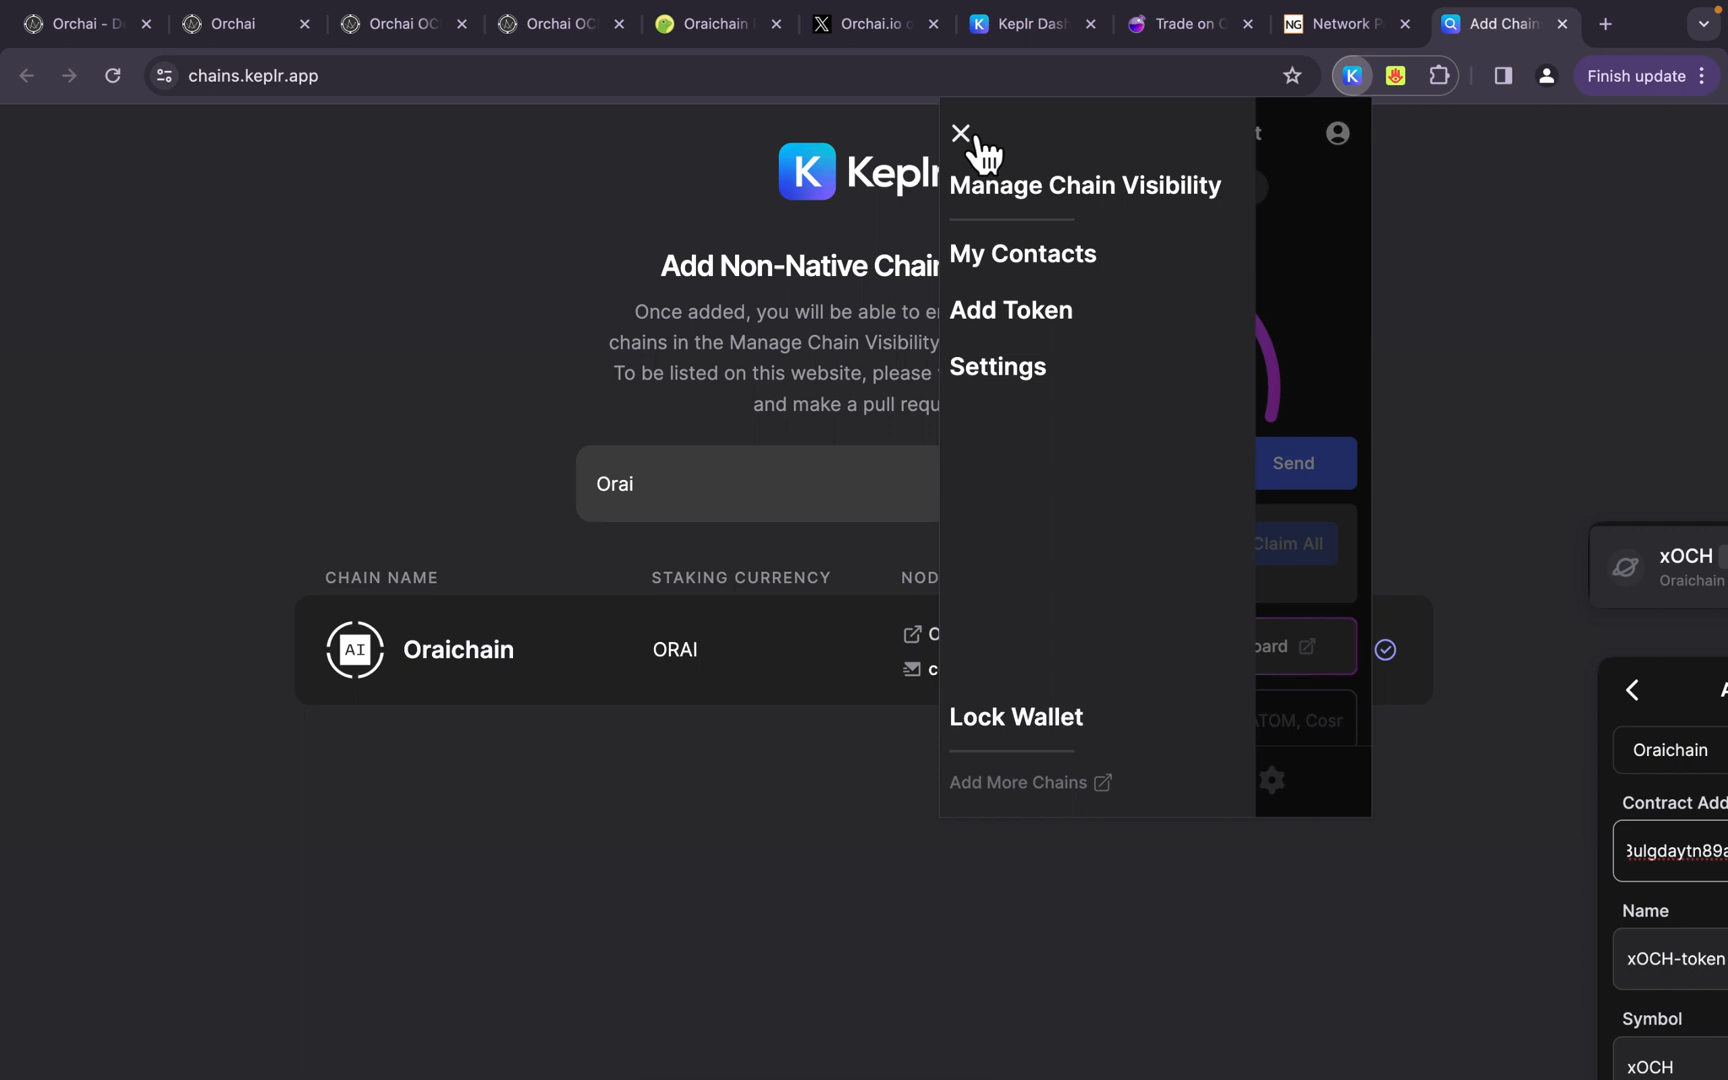 Orchai - D
Orchai
Orchai OC
Orchai OC
Oraichain
Orchai.io o
Keplr Dash
Trade on O
NG
Network P
Add Chain
chains.keplr.app
Finish update
Keplr
Add Non-Native Chain
Once added, you will be able to e
chains in the Manage Chain Visibility
To be listed on this website, please
and make a pull requ
Orai
CHAIN NAME
STAKING CURRENCY
NOD
AI
Oraichain
ORAI
O
c
t
Manage Chain Visibility
My Contacts
Add Token
Settings
Lock Wallet
Add More Chains
Send
Claim All
oard
ATOM, Cosr
xOCH
Oraichain
A
Oraichain
Contract Add
3ulgdaytn89a
Name
xOCH-token
Symbol
xOCH